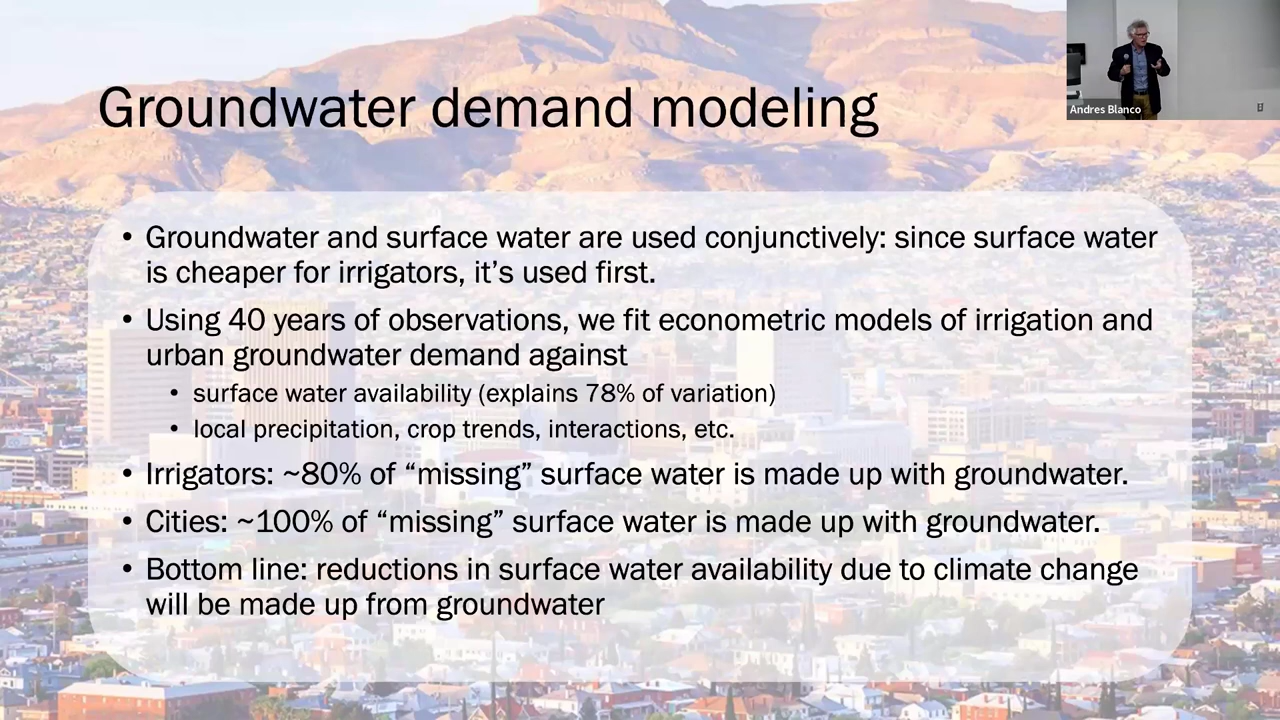 Andres Blanco
Groundwater demand modeling
• Groundwater and surface water are used conjunctively: since surface water
is cheaper for irrigators, it’s used first.
• Using 40 years of observations, we fit econometric models of irrigation and
urban groundwater demand against
• surface water availability (explains 78% of variation)
• local precipitation, crop trends, interactions, etc.
• Irrigators: ~80% of “missing” surface water is made up with groundwater.
• Cities: ~100% of “missing” surface water is made up with groundwater.
• Bottom line: reductions in surface water availability due to climate change
will be made up from groundwater